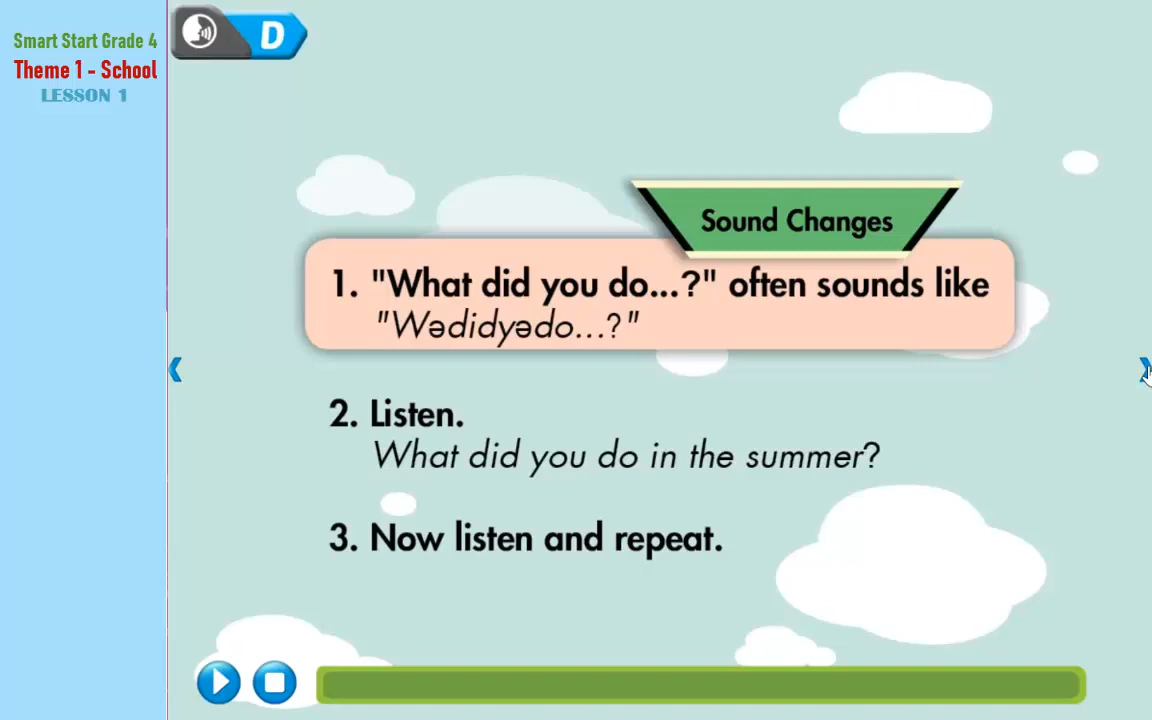 Smart Start Grade 4
Theme 1 - School
LESSON 1
D
Sound Changes
1. "What did you do...?" often sounds like
"Wədidyədo...?"
2. Listen.
What did you do in the summer?
3. Now listen and repeat.